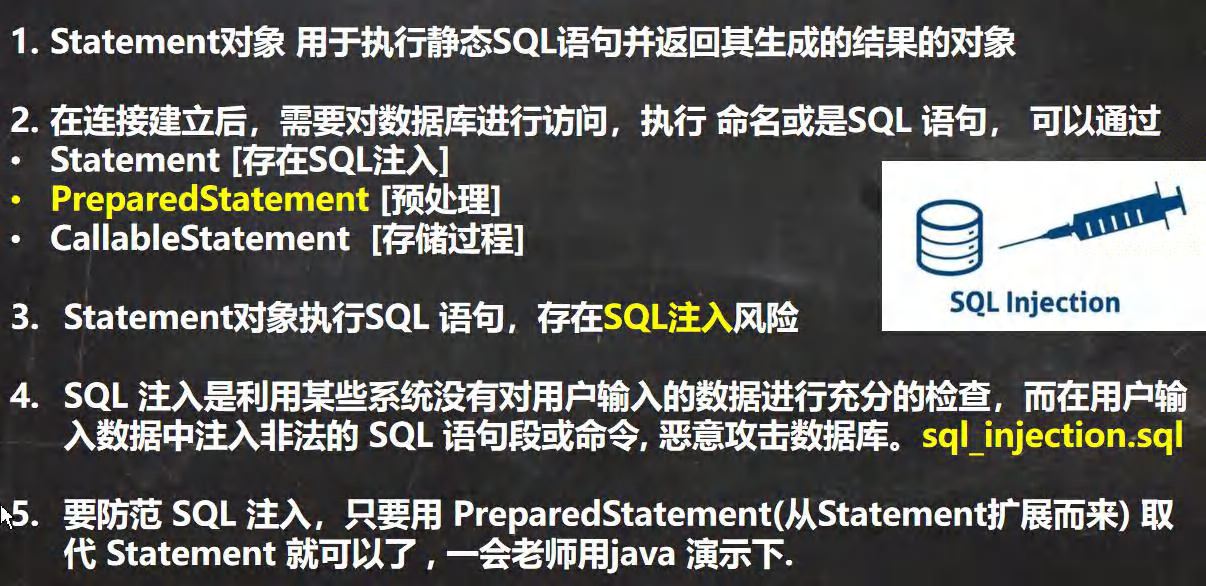 1. Statement对象 用于执行静态SQL语句并返回其生成的结果的对象
2. 在连接建立后，需要对数据库进行访问，执行 命名或是SQL 语句， 可以通过
• Statement [存在SQL注入]
• PreparedStatement [预处理]
• CallableStatement [存储过程]
SQL Injection
3. Statement对象执行SQL 语句，存在SQL注入风险
4. SQL 注入是利用某些系统没有对用户输入的数据进行充分的检查，而在用户输
入数据中注入非法的 SQL 语句段或命令, 恶意攻击数据库。sql_injection.sql
5. 要防范 SQL 注入，只要用 PreparedStatement(从Statement扩展而来) 取
代 Statement 就可以了 , 一会老师用java 演示下.